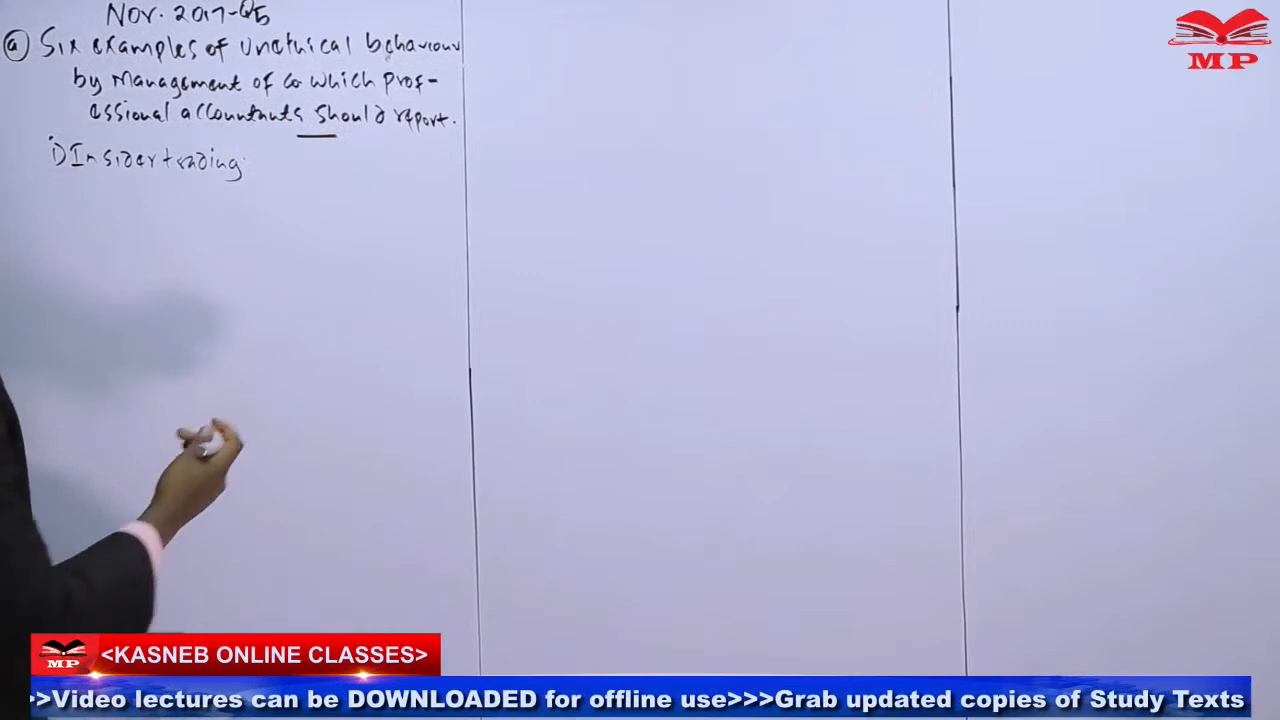 Nov. 2017-Q5
(a) Six examples of Unethical behaviour
by Management of Co which Prof-
essional accountants should report.
i) Insider trading.
MP
MP
<KASNEB ONLINE CLASSES>
>>Video lectures can be DOWNLOADED for offline use>>>Grab updated copies of Study Texts